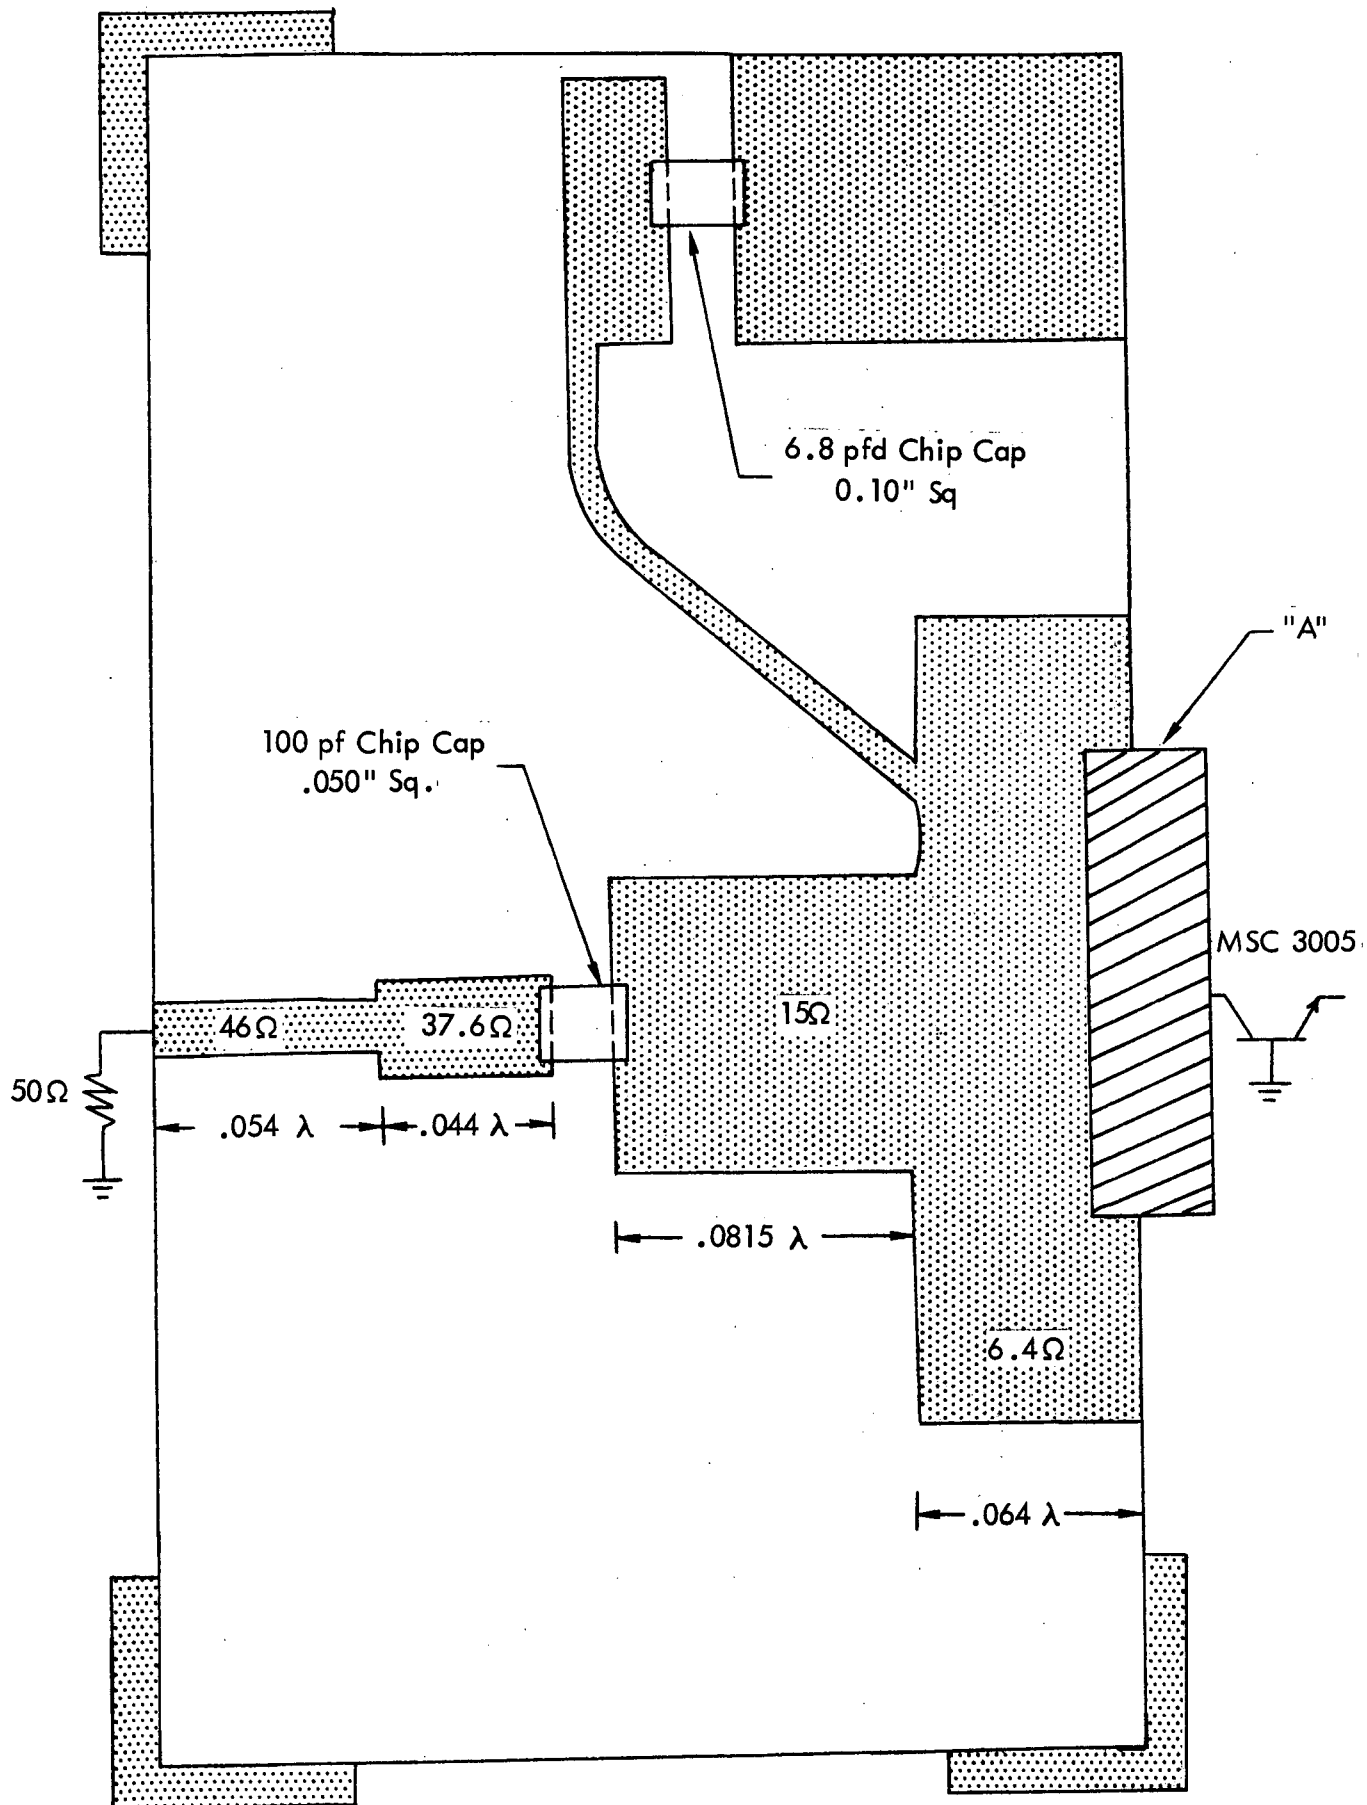 6.8 pfd Chip Cap
0.10" Sq
"A"
100 pf Chip Cap
.050" Sq.
MSC 3005
46Ω
37.6Ω
15Ω
50Ω
.054 λ
.044 λ
.0815 λ
6.4Ω
.064 λ